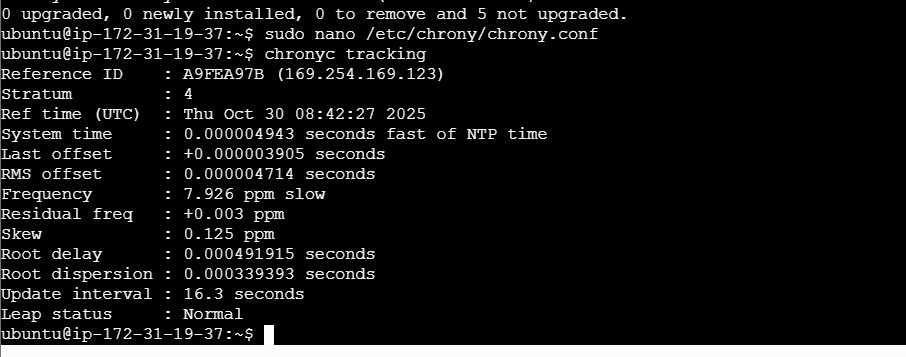 0 upgraded, 0 newly installed, 0 to remove and 5 not upgraded.
ubuntu@ip-172-31-19-37:~$ sudo nano /etc/chrony/chrony.conf
ubuntu@ip-172-31-19-37:~$ chronyc tracking
Reference ID    : A9FEA97B (169.254.169.123)
Stratum         : 4
Ref time (UTC)  : Thu Oct 30 08:42:27 2025
System time     : 0.000004943 seconds fast of NTP time
Last offset     : +0.000003905 seconds
RMS offset      : 0.000004714 seconds
Frequency       : 7.926 ppm slow
Residual freq   : +0.003 ppm
Skew            : 0.125 ppm
Root delay      : 0.000491915 seconds
Root dispersion : 0.000339393 seconds
Update interval : 16.3 seconds
Leap status     : Normal
ubuntu@ip-172-31-19-37:~$